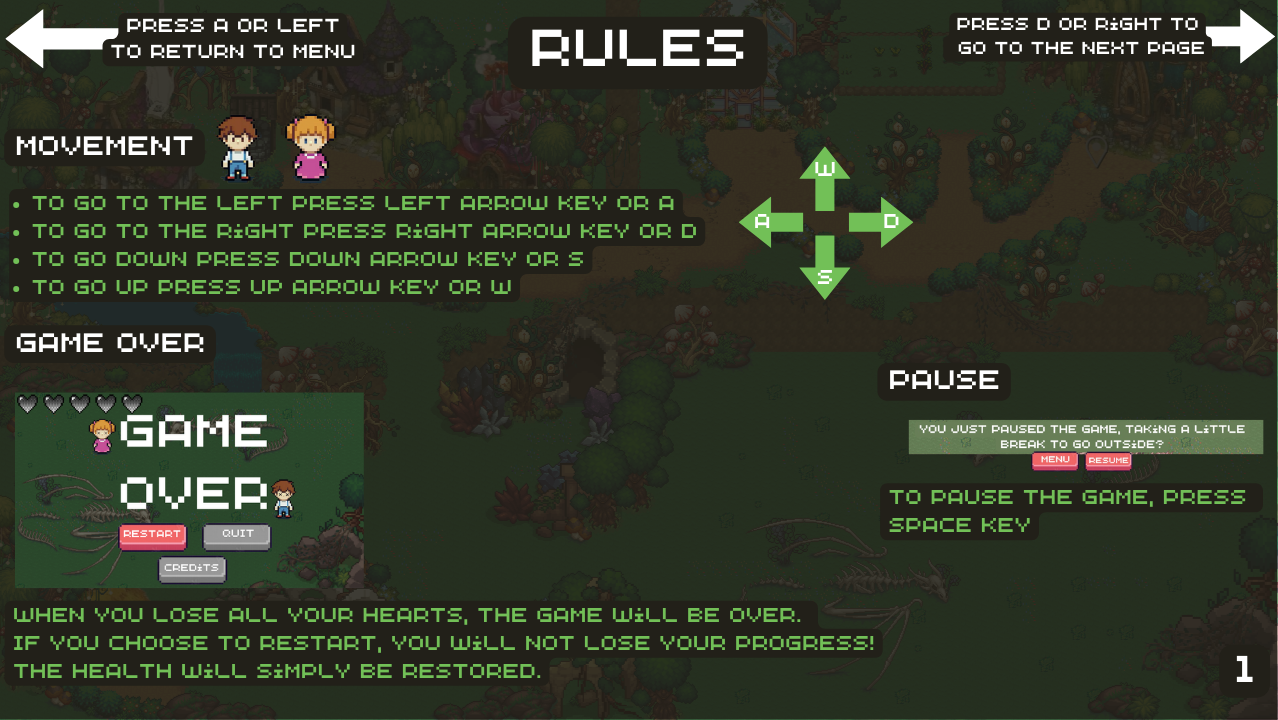 PRESS A OR LEFT
TO RETURN TO MENU
RULES
PRESS D OR RiGHT TO
GO TO THE NEXT PAGE
MOVEMENT
• TO GO TO THE LEFT PRESS LEFT ARROW KEY OR A
• TO GO TO THE RiGHT PRESS RiGHT ARROW KEY OR D
• TO GO DOWN PRESS DOWN ARROW KEY OR S
• TO GO UP PRESS UP ARROW KEY OR W
W
A D
S
GAME OVER
GAME
OVER
RESTART QUIT
CREDiTS
WHEN YOU LOSE ALL YOUR HEARTS, THE GAME WiLL BE OVER.
IF YOU CHOOSE TO RESTART, YOU WiLL NOT LOSE YOUR PROGRESS!
THE HEALTH WiLL SiMPLY BE RESTORED.
PAUSE
YOU JUST PAUSED THE GAME, TAKiNG A LiTTLE
BREAK TO GO OUTSiDE?
MENU RESUME
TO PAUSE THE GAME, PRESS
SPACE KEY
1